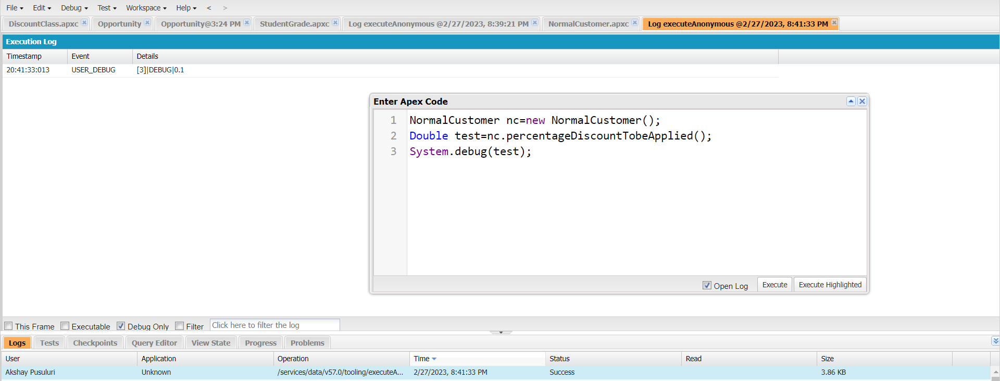 File Edit Debug Test Workspace Help < >
DiscountClass.apxc Opportunity Opportunity@3:24 PM StudentGrade.apxc Log executeAnonymous @2/27/2023, 8:39:21 PM NormalCustomer.apxc Log executeAnonymous @2/27/2023, 8:41:33 PM
Execution Log
Timestamp Event Details
20:41:33:013 USER_DEBUG [3]|DEBUG|0.1
Enter Apex Code
1 NormalCustomer nc=new NormalCustomer();
2 Double test=nc.percentageDiscountTobeApplied();
3 System.debug(test);
Open Log Execute Execute Highlighted
This Frame Executable Debug Only Filter Click here to filter the log
Logs Tests Checkpoints Query Editor View State Progress Problems
User Application Operation Time Status Read Size
Akshay Pusuluri Unknown /services/data/v57.0/tooling/executeA... 2/27/2023, 8:41:33 PM Success 3.86 KB